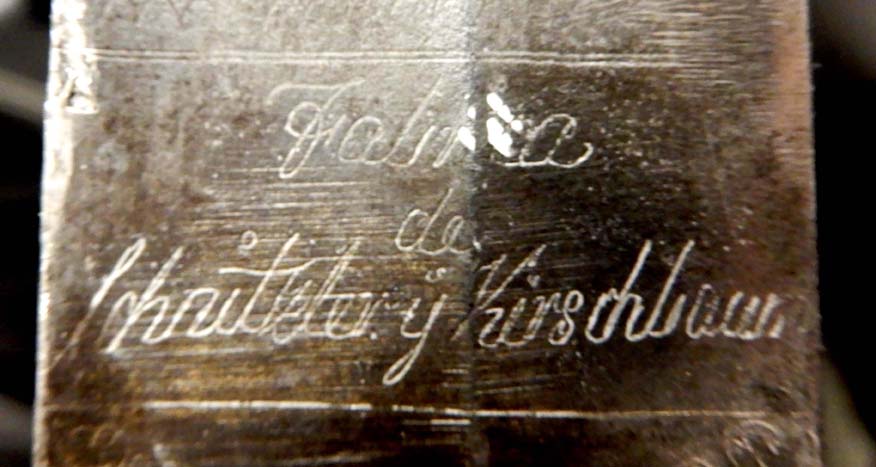 Fabrica
de
Schnitzler y Kirschbaum